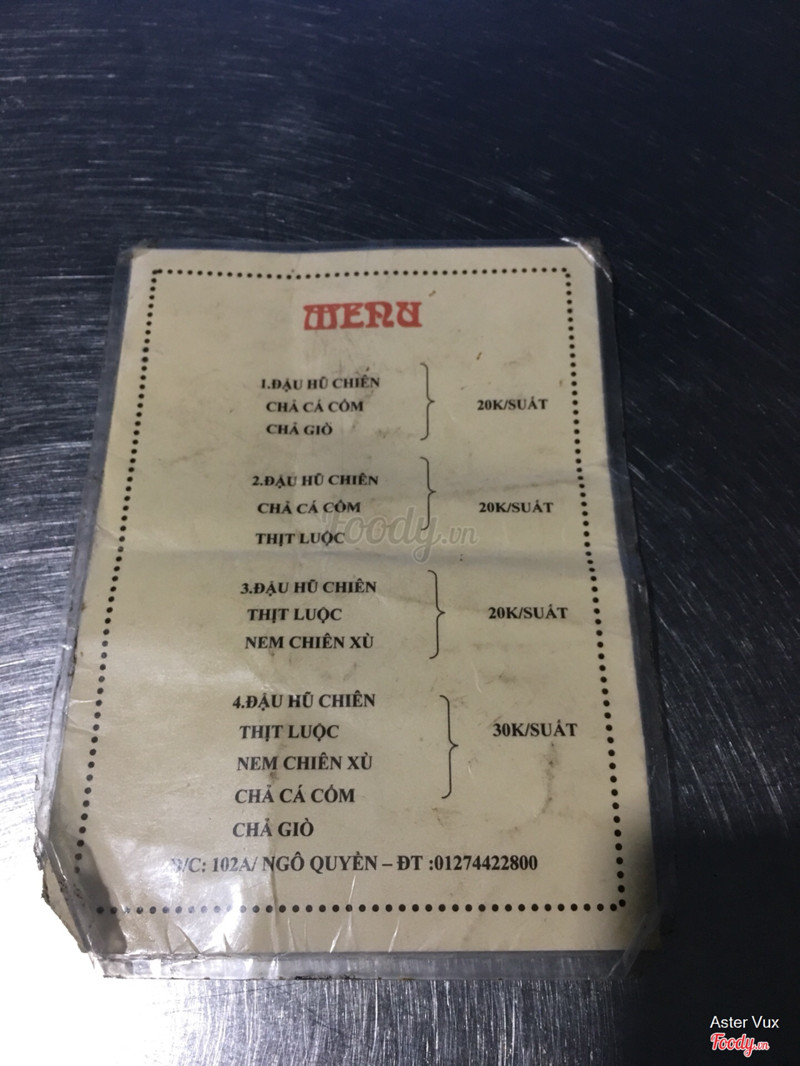 MENU
1.ĐẬU HŨ CHIÊN
CHẢ CÁ CỐM
20K/SUẤT
CHẢ GIÒ
2.ĐẬU HŨ CHIÊN
CHẢ CÁ CỐM
20K/SUẤT
THỊT LUỘC
Foody.vn
3.ĐẬU HŨ CHIÊN
THỊT LUỘC
20K/SUẤT
NEM CHIÊN XÙ
4.ĐẬU HŨ CHIÊN
THỊT LUỘC
30K/SUẤT
NEM CHIÊN XÙ
CHẢ CÁ CỐM
CHẢ GIÒ
Đ/C: 102A/ NGÔ QUYỀN – ĐT :01274422800
Aster Vux
Foody.vn